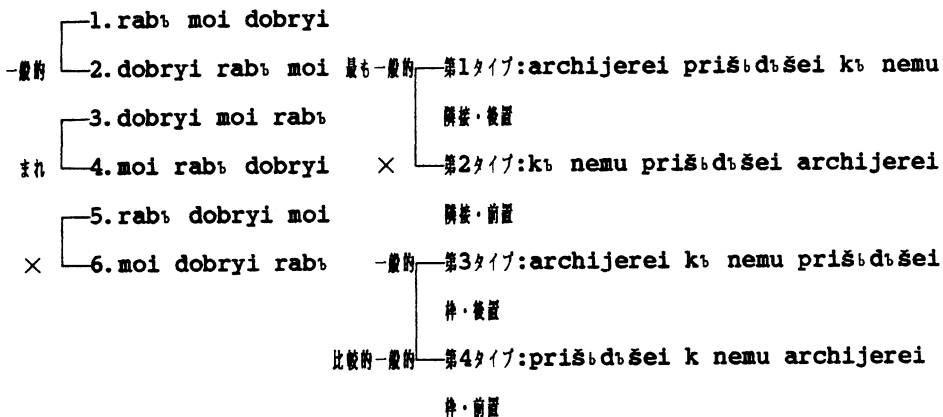 1. rabъ moi dobryi
一般的 2. dobryi rabъ moi
3. dobryi moi rabъ
まれ 4. moi rabъ dobryi
5. rabъ dobryi moi
× 6. moi dobryi rabъ
最も一般的 第1タイプ:archijerei prišьdъšei kъ nemu
隣接・後置
× 第2タイプ:kъ nemu prišьdъšei archijerei
隣接・前置
一般的 第3タイプ:archijerei kъ nemu prišьdъšei
枠・後置
比較的一般的 第4タイプ:prišьdъšei k nemu archijerei
枠・前置